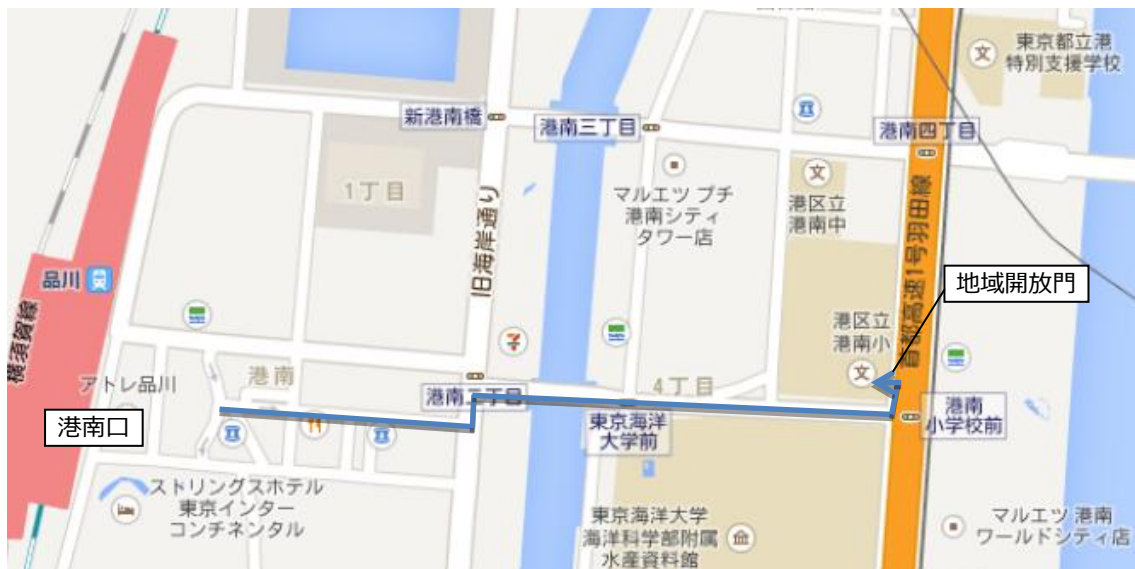 東京都立港
特別支援学校
新港南橋
港南三丁目
港南四丁目
1丁目
マルエツ プチ
港南シティ
タワー店
港区立
港南中
旧海岸通り
首都高速1号羽田線
品川
横須賀線
地域開放門
港区立
港南小
アトレ品川
港南
港南二丁目
4丁目
港南口
東京海洋
大学前
港南
小学校前
ストリングスホテル
東京インター
コンチネンタル
東京海洋大学
海洋科学部附属
水産資料館
マルエツ 港南
ワールドシティ店
文
文
文
7